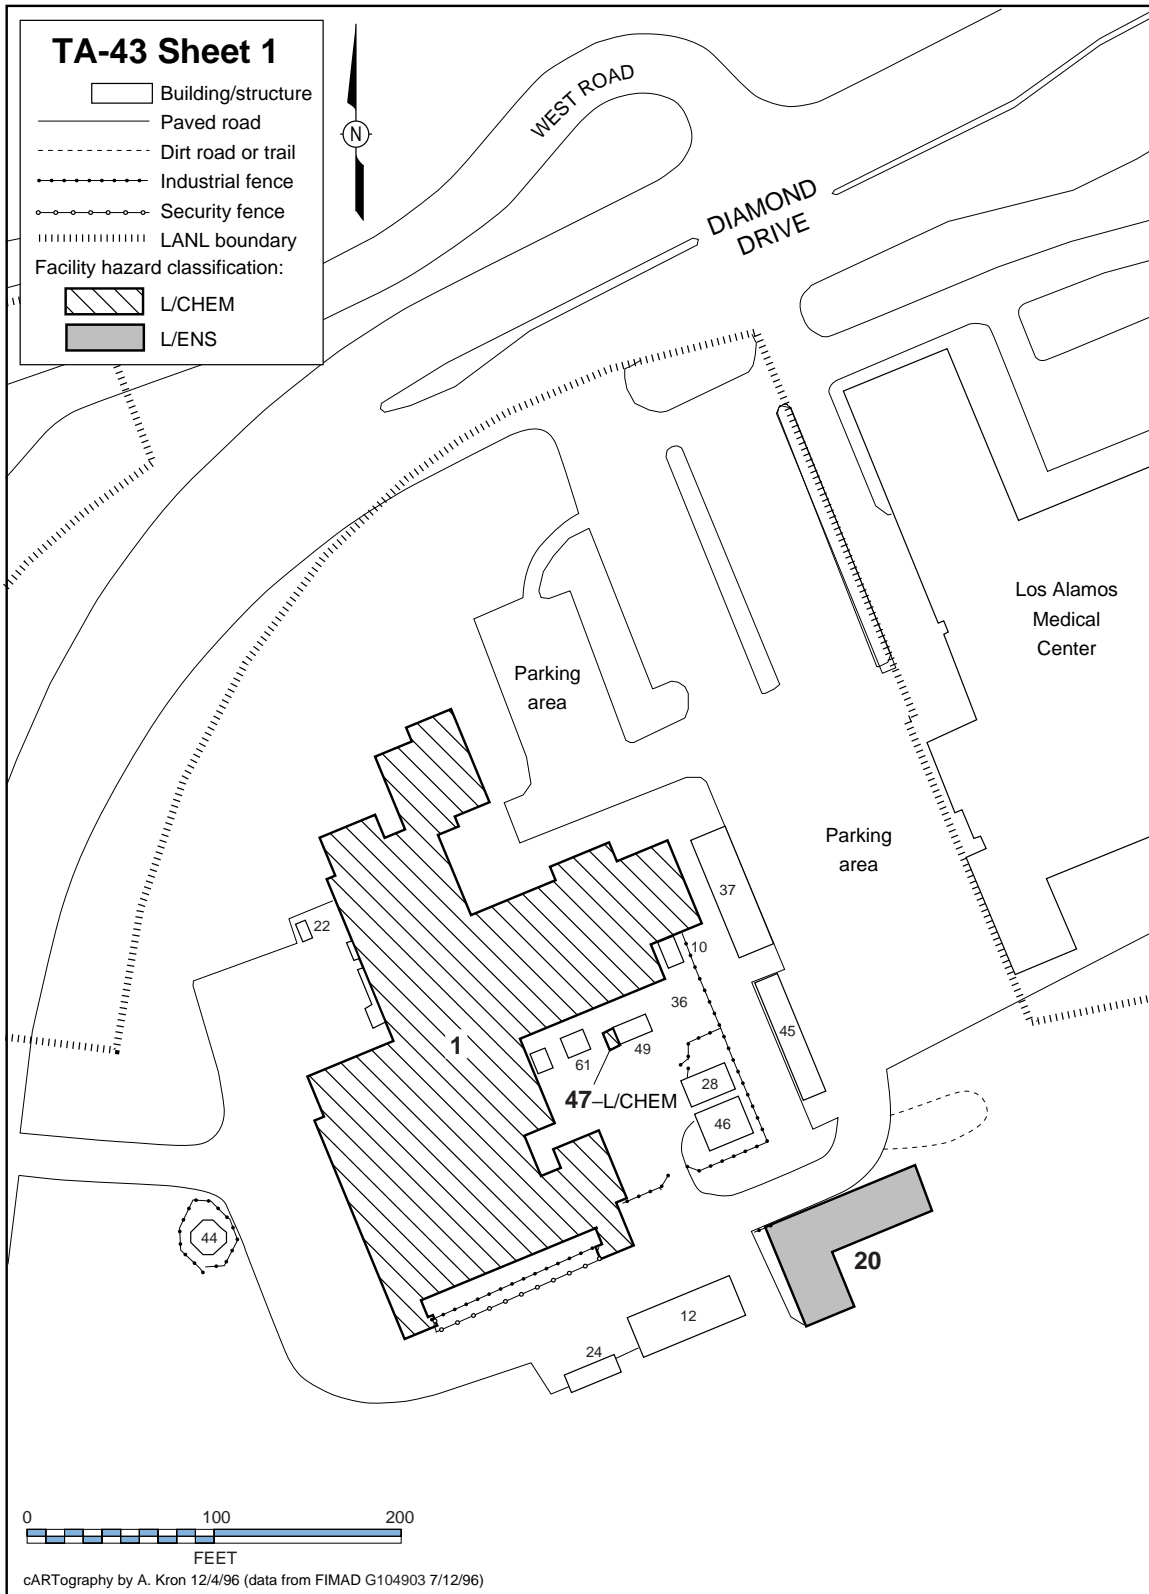 TA-43 Sheet 1
Building/structure
Paved road
Dirt road or trail
Industrial fence
Security fence
LANL boundary
Facility hazard classification:
L/CHEM
L/ENS
N
WEST ROAD
DIAMOND
DRIVE
Los Alamos
Medical
Center
Parking
area
Parking
area
37
22
10
36
45
1
49
61
47–L/CHEM
28
46
44
20
12
24
0 100 200
FEET
cARTography by A. Kron 12/4/96 (data from FIMAD G104903 7/12/96)